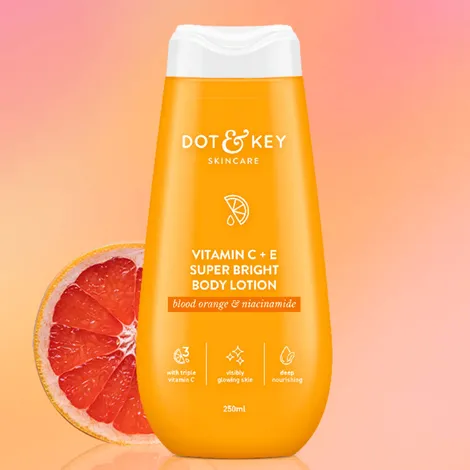 DOT & KEY
SKINCARE
VITAMIN C + E
SUPER BRIGHT
BODY LOTION
blood orange & niacinamide
3
with triple visibly deep
vitamin C glowing skin nourishing
250ml